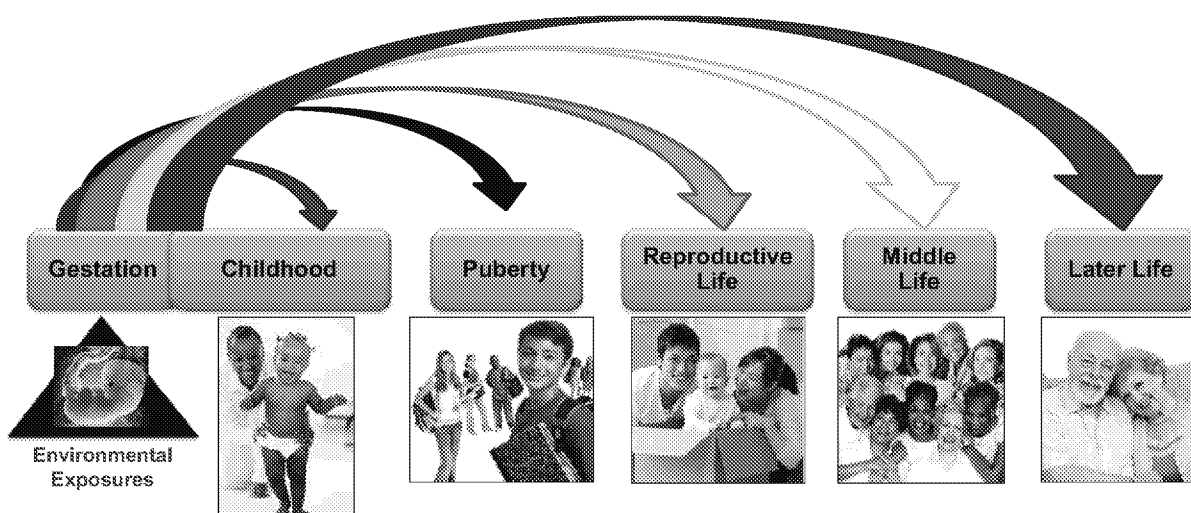 Gestation
Childhood
Puberty
Reproductive
Life
Middle
Life
Later Life
Environmental
Exposures